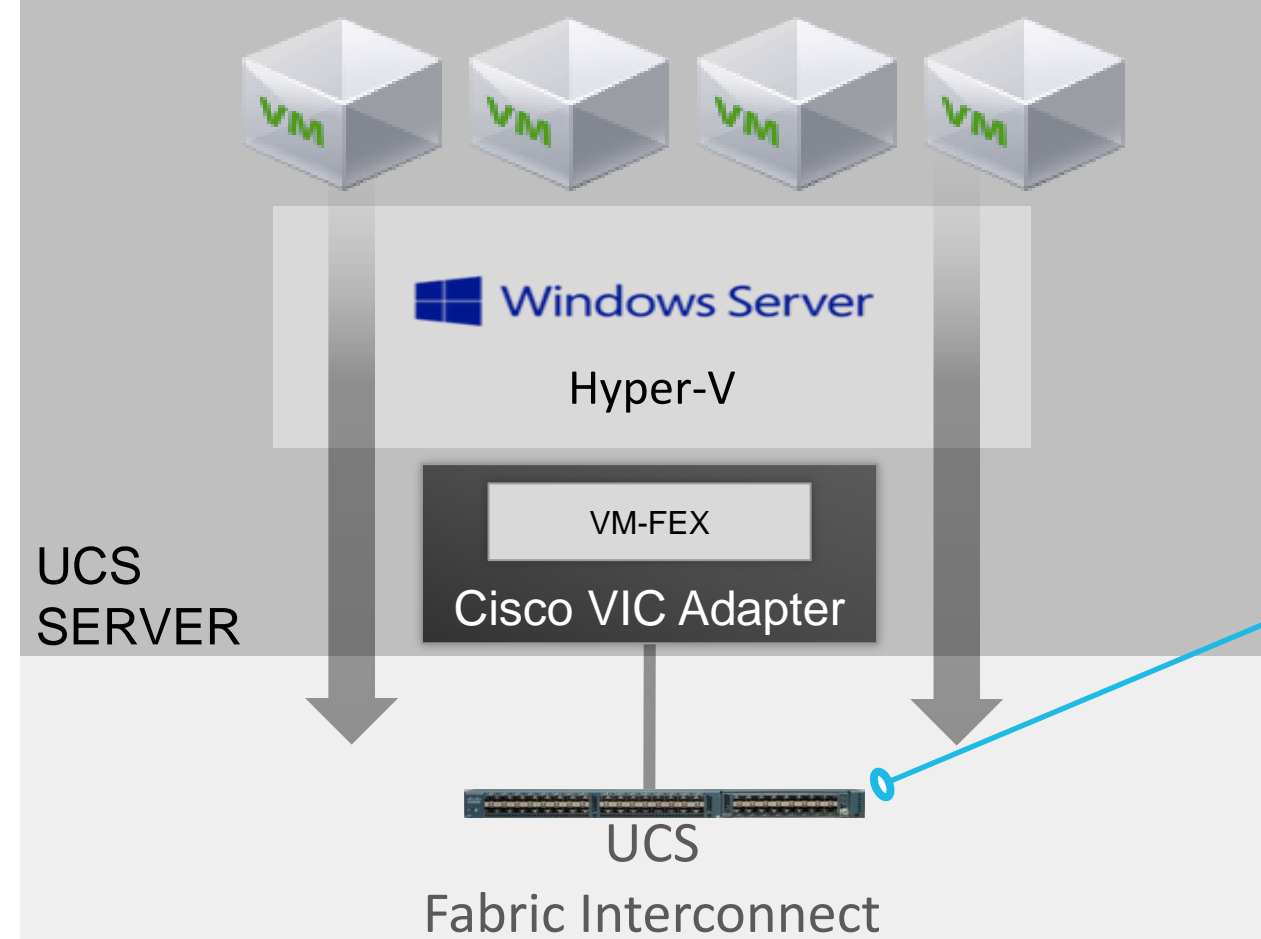 VM VM VM VM
Windows Server
Hyper-V
VM-FEX
Cisco VIC Adapter
UCS
SERVER
UCS
Fabric Interconnect